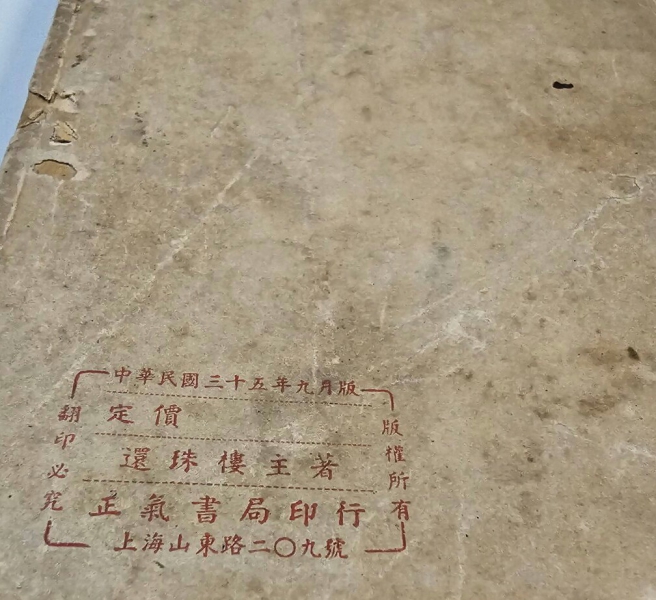 中華民國三十五年九月版
版權所有
定價
還珠樓主著
正氣書局印行
上海山東路二〇九號
翻印必究